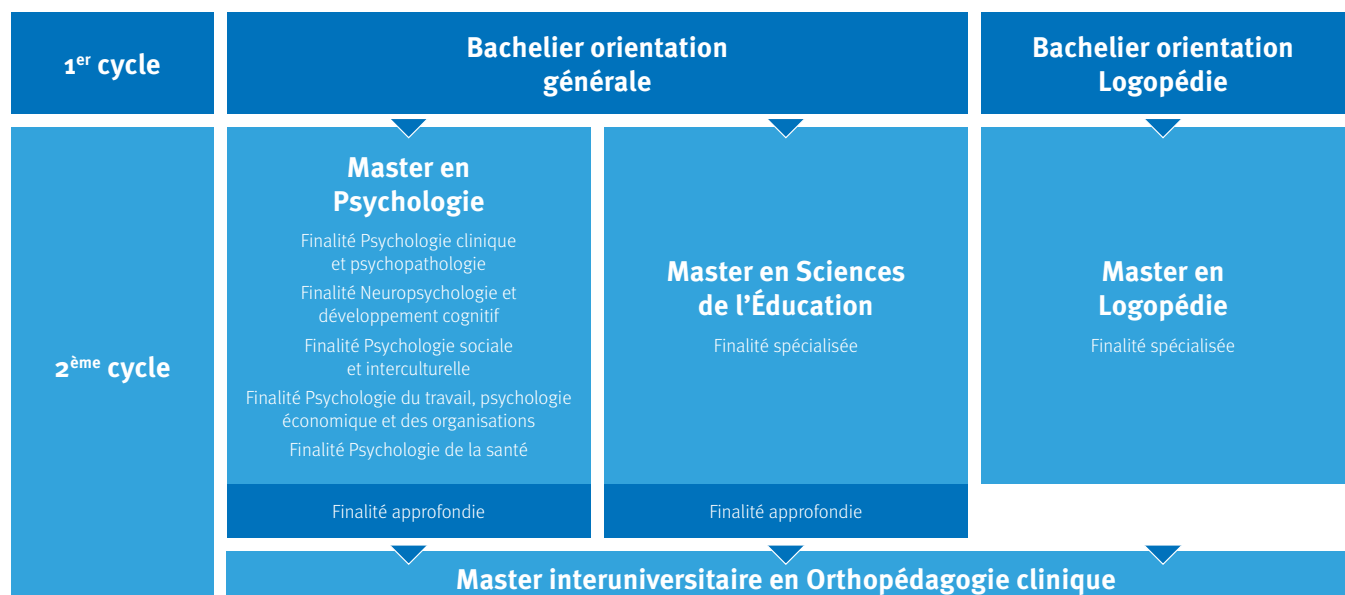 1er cycle
Bachelier orientation
générale
Bachelier orientation
Logopédie
2ème cycle
Master en
Psychologie
Finalité Psychologie clinique
et psychopathologie
Finalité Neuropsychologie et
développement cognitif
Finalité Psychologie sociale
et interculturelle
Finalité Psychologie du travail, psychologie
économique et des organisations
Finalité Psychologie de la santé
Finalité approfondie
Master en Sciences
de l’Éducation
Finalité spécialisée
Finalité approfondie
Master en
Logopédie
Finalité spécialisée
Master interuniversitaire en Orthopédagogie clinique